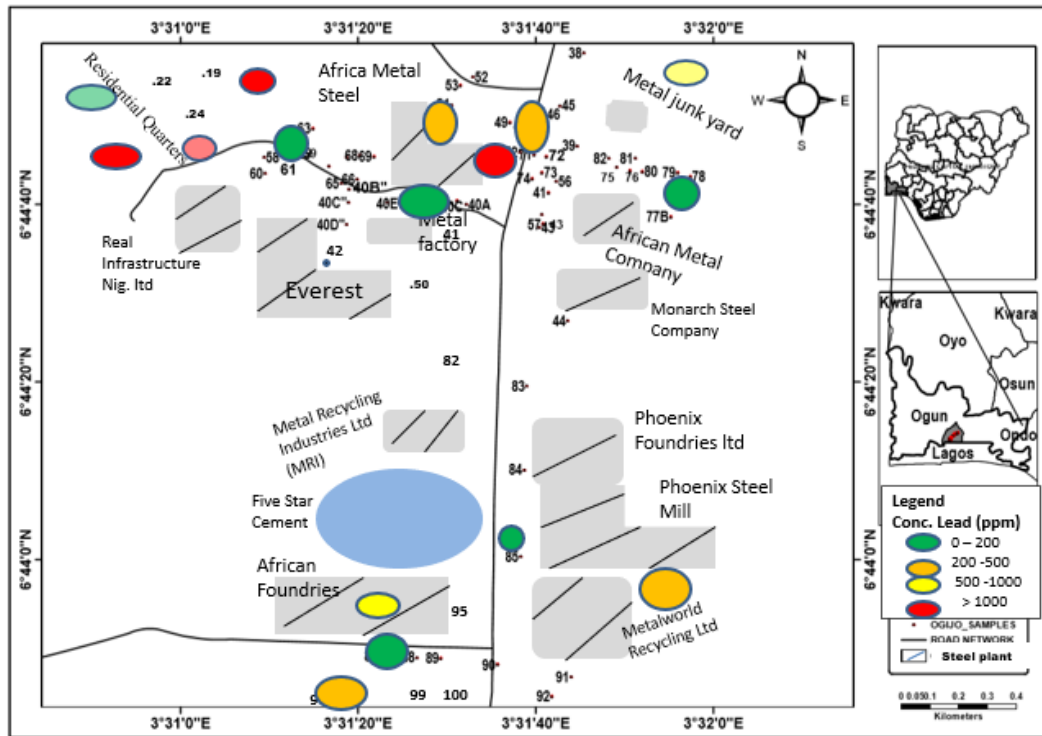 3°31'0"E
3°31'20"E
3°31'40"E
3°32'0"E
6°44'40"N
6°44'20"N
6°44'0"N
6°44'40"N
6°44'20"N
6°44'0"N
Residential Quarters
.22
.19
.24
Africa Metal
Steel
53
52
38
Metal junk yard
N
W
E
S
63
49
46
45
58
61
60
68
69
66
65
40B"
40C"
40D"
40E
40A
72
73
74
56
41
57
43
43
39
82
81
75
76
80
79
78
77B
Metal
factory
41
42
Real
Infrastructure
Nig. ltd
Everest
.50
African Metal
Company
Monarch Steel
Company
44
82
83
Metal Recycling
Industries Ltd
(MRI)
Phoenix
Foundries ltd
84
Five Star
Cement
Phoenix Steel
Mill
85
African
Foundries
95
Metalworld
Recycling Ltd
89
90
91
92
99
100
3°31'0"E
3°31'20"E
3°31'40"E
3°32'0"E
Kwara
Kwara
Oyo
Osun
Ogun
Ondo
Lagos
Legend
Conc. Lead (ppm)
0 – 200
200 -500
500 -1000
> 1000
OGIJO_SAMPLES
ROAD NETWORK
Steel plant
0 0.050.1 0.2 0.3 0.4
Kilometers